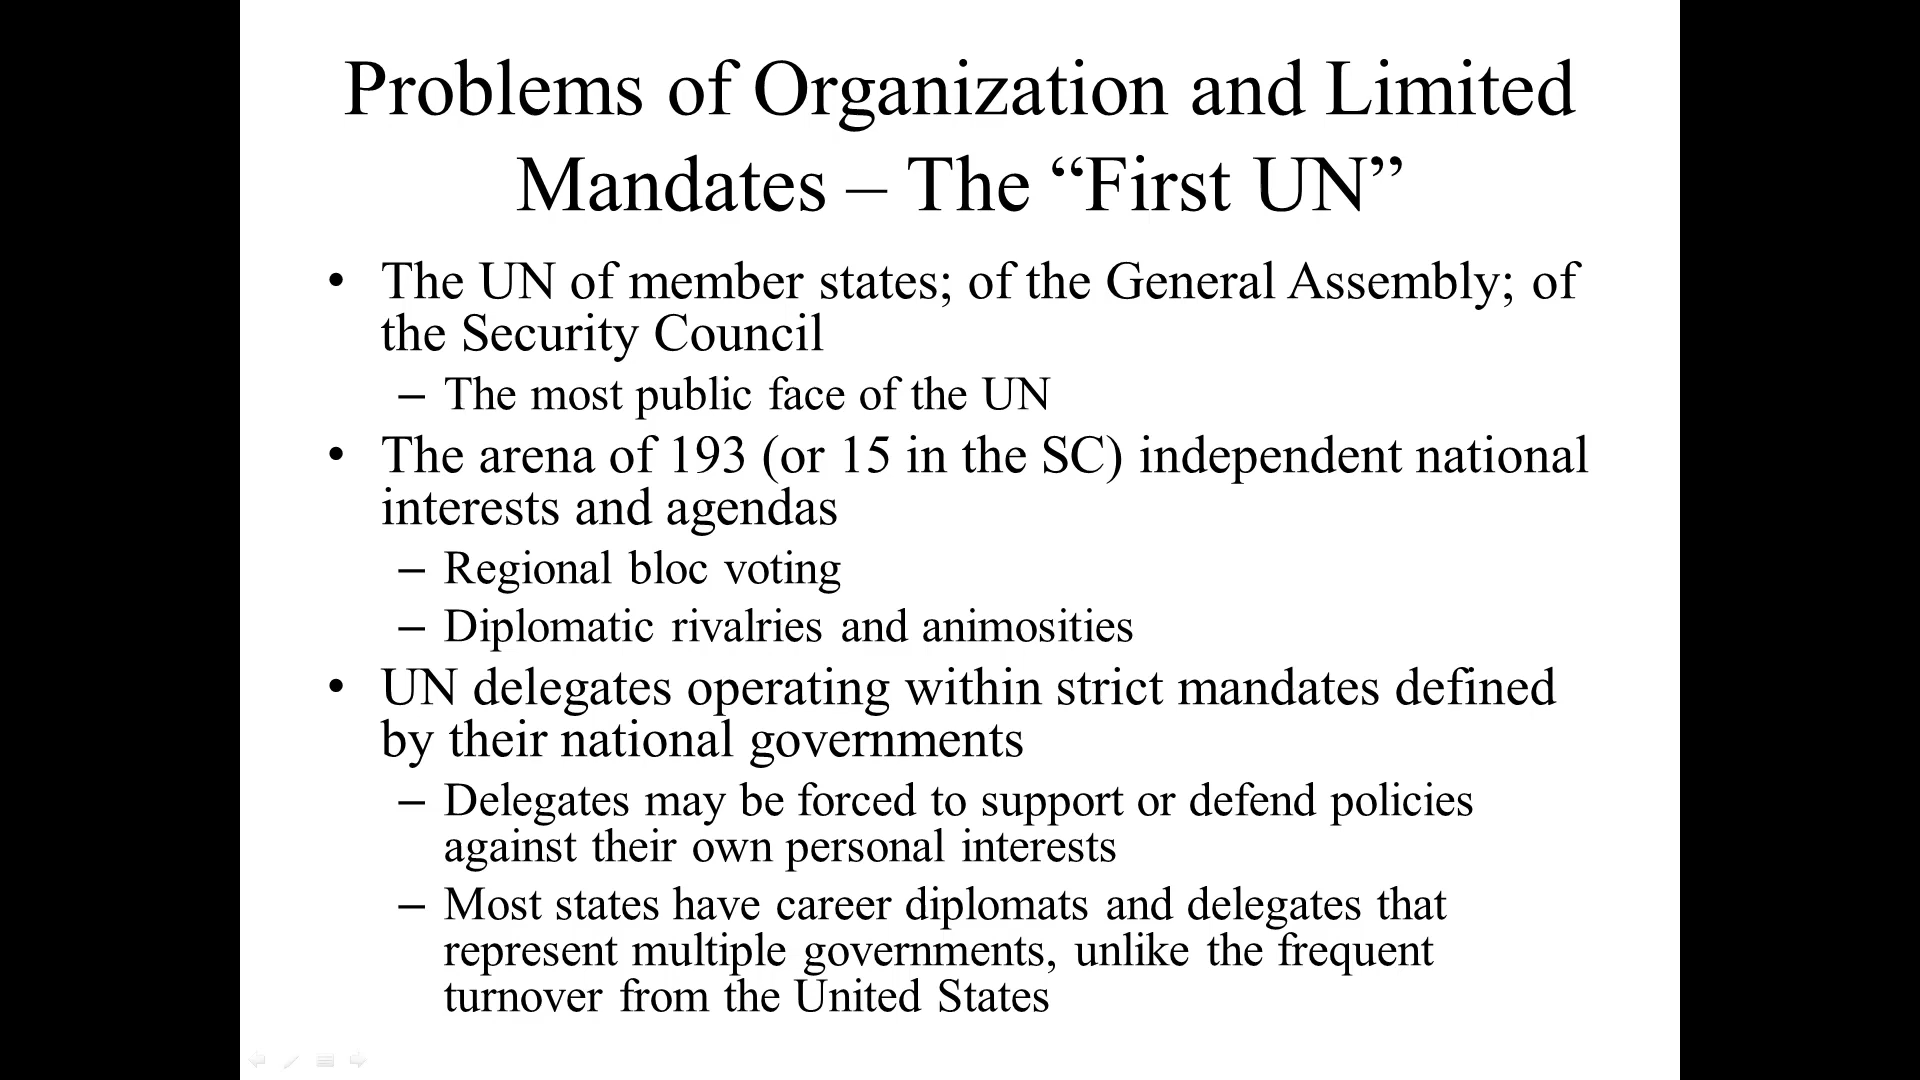 Problems of Organization and Limited
Mandates – The “First UN”
• The UN of member states; of the General Assembly; of
the Security Council
– The most public face of the UN
• The arena of 193 (or 15 in the SC) independent national
interests and agendas
– Regional bloc voting
– Diplomatic rivalries and animosities
• UN delegates operating within strict mandates defined
by their national governments
– Delegates may be forced to support or defend policies
against their own personal interests
– Most states have career diplomats and delegates that
represent multiple governments, unlike the frequent
turnover from the United States